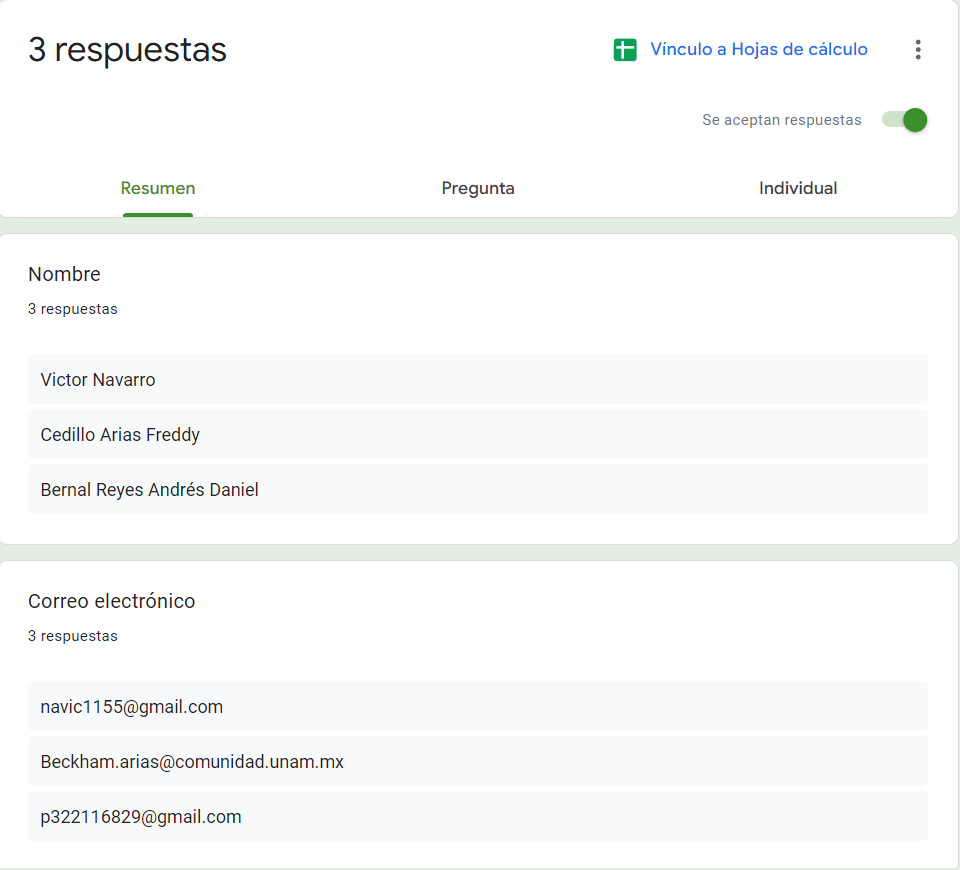 3 respuestas
Vínculo a Hojas de cálculo
Se aceptan respuestas
Resumen
Pregunta
Individual
Nombre
3 respuestas
Victor Navarro
Cedillo Arias Freddy
Bernal Reyes Andrés Daniel
Correo electrónico
3 respuestas
navic1155@gmail.com
Beckham.arias@comunidad.unam.mx
p322116829@gmail.com